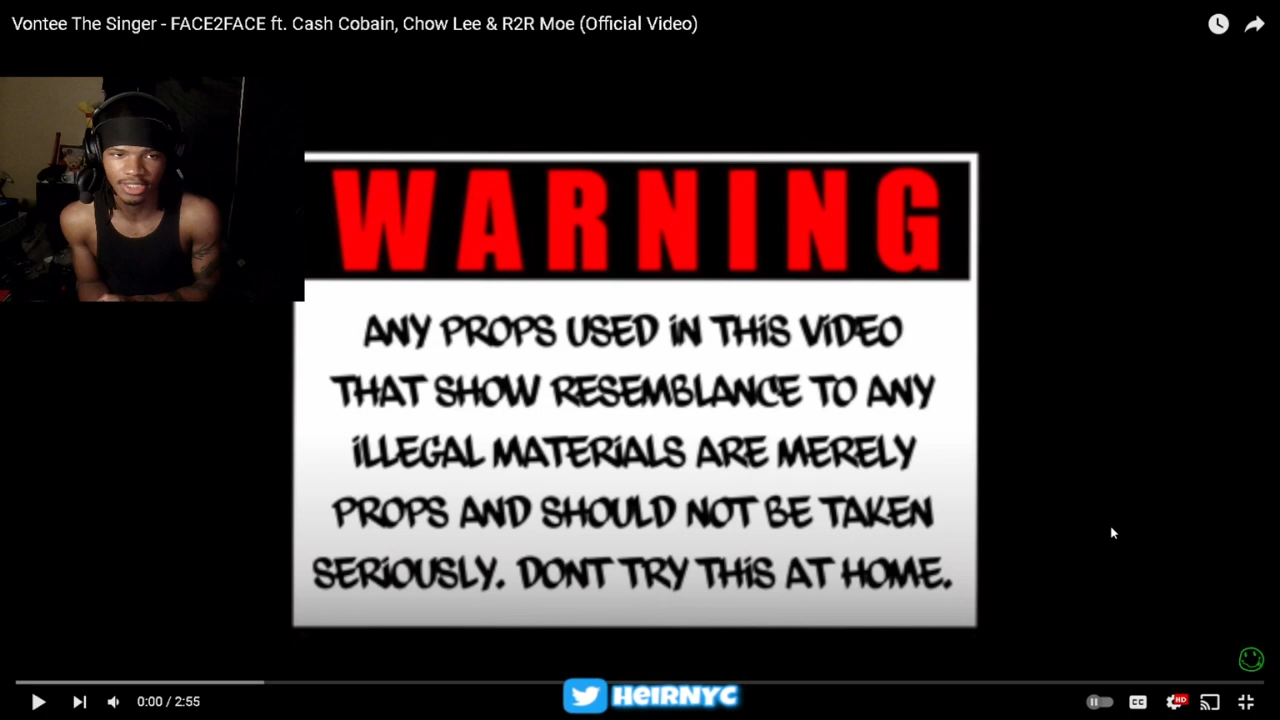 Vontee The Singer - FACE2FACE ft. Cash Cobain, Chow Lee & R2R Moe (Official Video)
WARNING
ANY PROPS USED iN THiS ViDEO
THAT SHOW RESEMBLANCE TO ANY
iLLEGAL MATERiALS ARE MERELY
PROPS AND SHOULD NOT BE TAKEN
SERiOUSLY. DONT TRY THiS AT HOME.
0:00 / 2:55
HEIRNYC
CC
HD